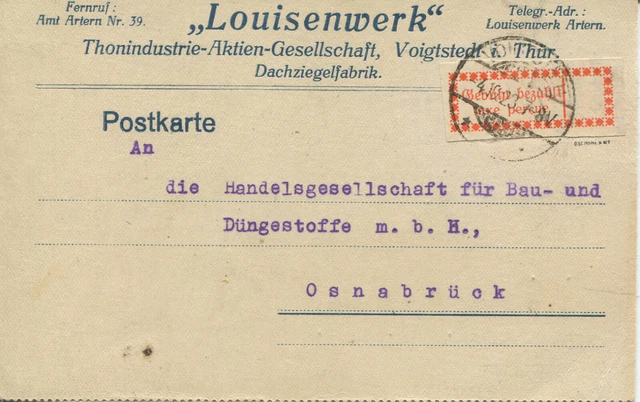 Fernruf:
Amt Artern Nr. 39.
„Louisenwerk“
Telegr.-Adr.:
Louisenwerk Artern.
Thonindustrie-Aktien-Gesellschaft, Voigtstedt i. Thür.
Dachziegelfabrik.
Gebühr bezahlt
taxe perçue
Postkarte
An
die Handelsgesellschaft für Bau- und
Düngestoffe m. b. H.,
Osnabrück